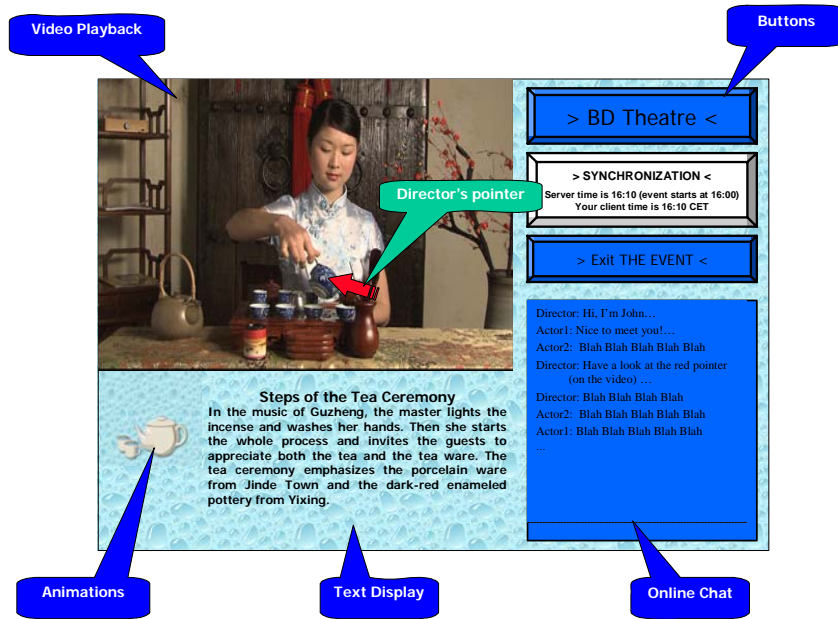 Video Playback
Buttons
> BD Theatre <
> SYNCHRONIZATION <
Server time is 16:10 (event starts at 16:00)
Your client time is 16:10 CET
Director's pointer
> Exit THE EVENT <
Director: Hi, I'm John…
Actor1: Nice to meet you!…
Actor2:  Blah Blah Blah Blah Blah
Director: Have a look at the red pointer
(on the video) …
Director: Blah Blah Blah Blah
Actor2:  Blah Blah Blah Blah Blah
Actor1: Blah Blah Blah Blah Blah
...
Steps of the Tea Ceremony
In the music of Guzheng, the master lights the
incense and washes her hands. Then she starts
the whole process and invites the guests to
appreciate both the tea and the tea ware. The
tea ceremony emphasizes the porcelain ware
from Jinde Town and the dark-red enameled
pottery from Yixing.
Animations
Text Display
Online Chat